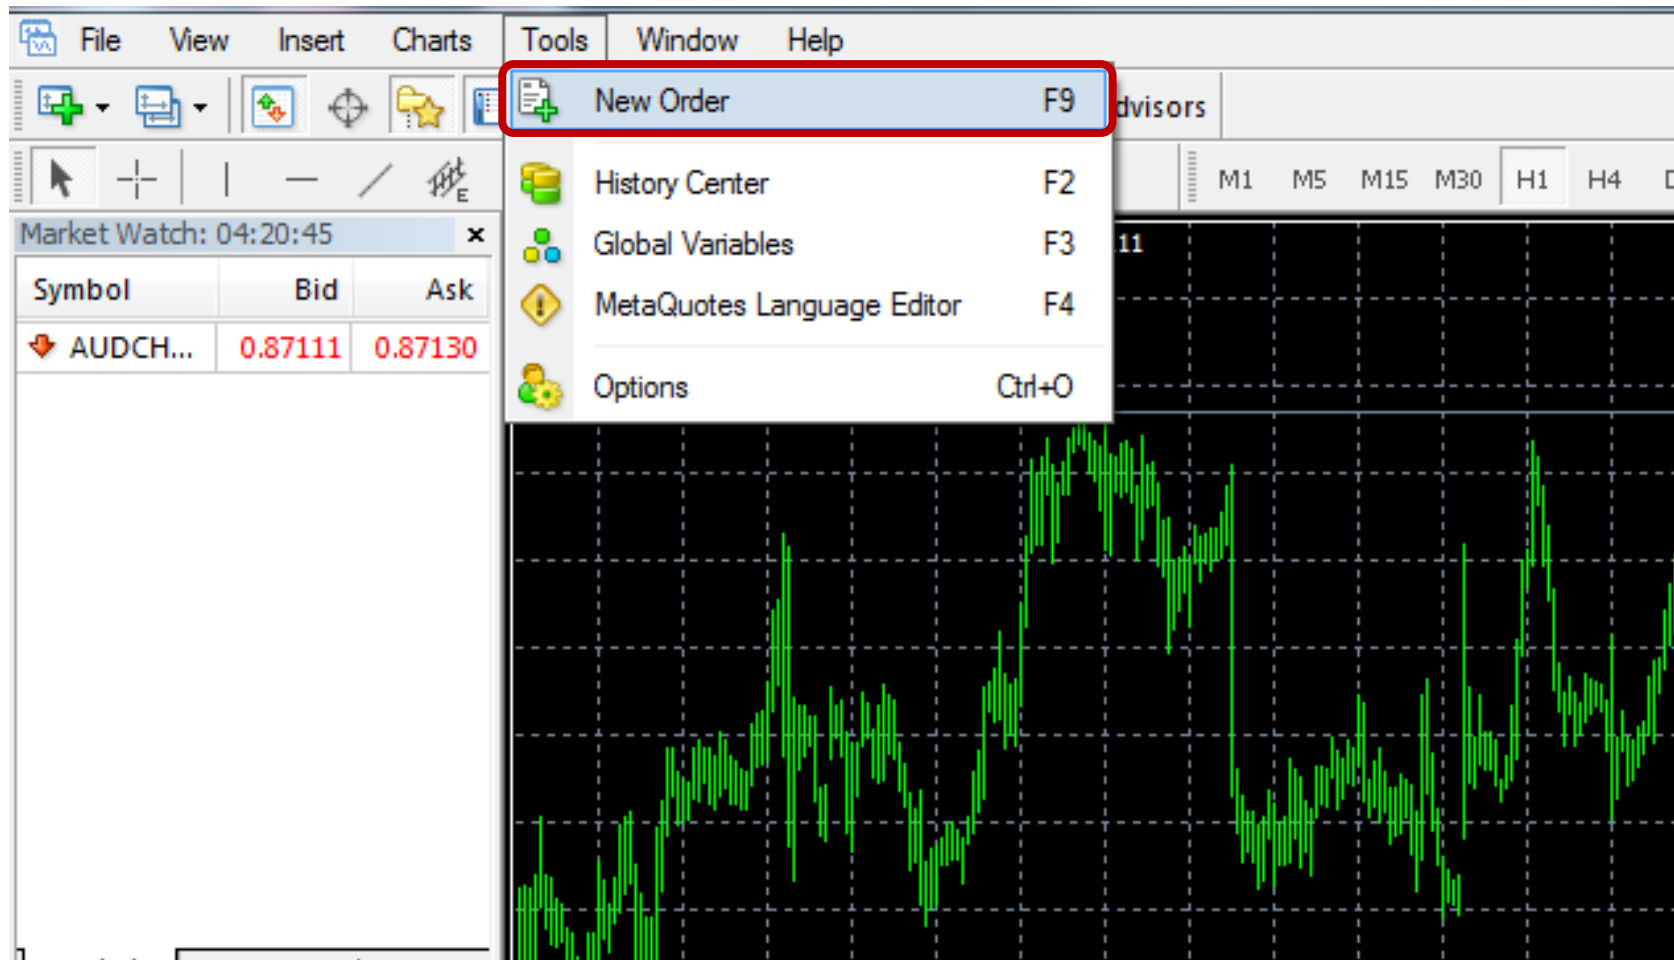 File View Insert Charts Tools Window Help
New Order F9
dvisors
History Center F2
M1 M5 M15 M30 H1 H4
Market Watch: 04:20:45
Global Variables F3
11
Symbol Bid Ask
MetaQuotes Language Editor F4
AUDCH... 0.87111 0.87130
Options Ctrl+O
E